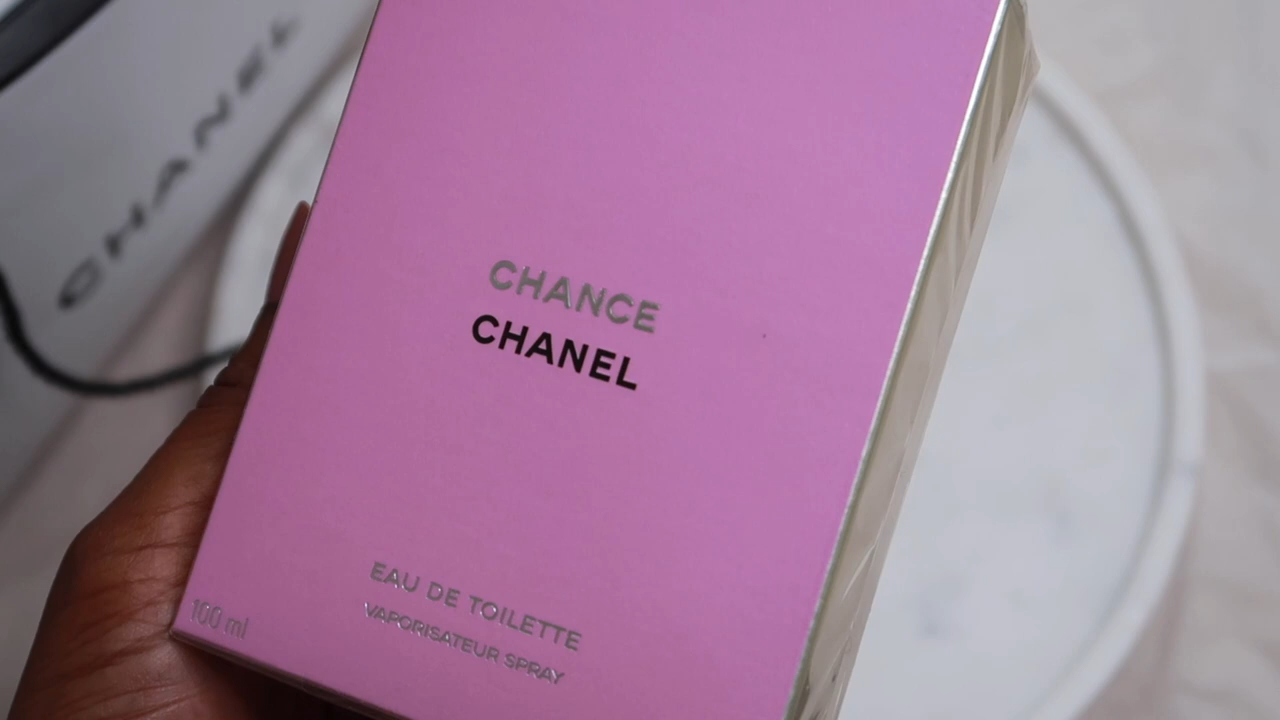 CHANEL
CHANCE
CHANEL
EAU DE TOILETTE
VAPORISATEUR SPRAY
100 ml